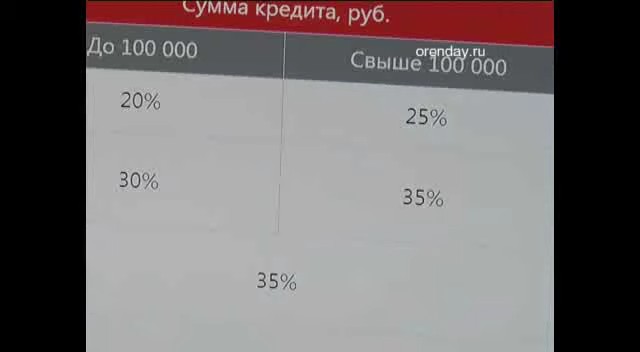 Сумма кредита, руб.
orenday.ru
До 100 000 Свыше 100 000
20% 25%
30% 35%
35%